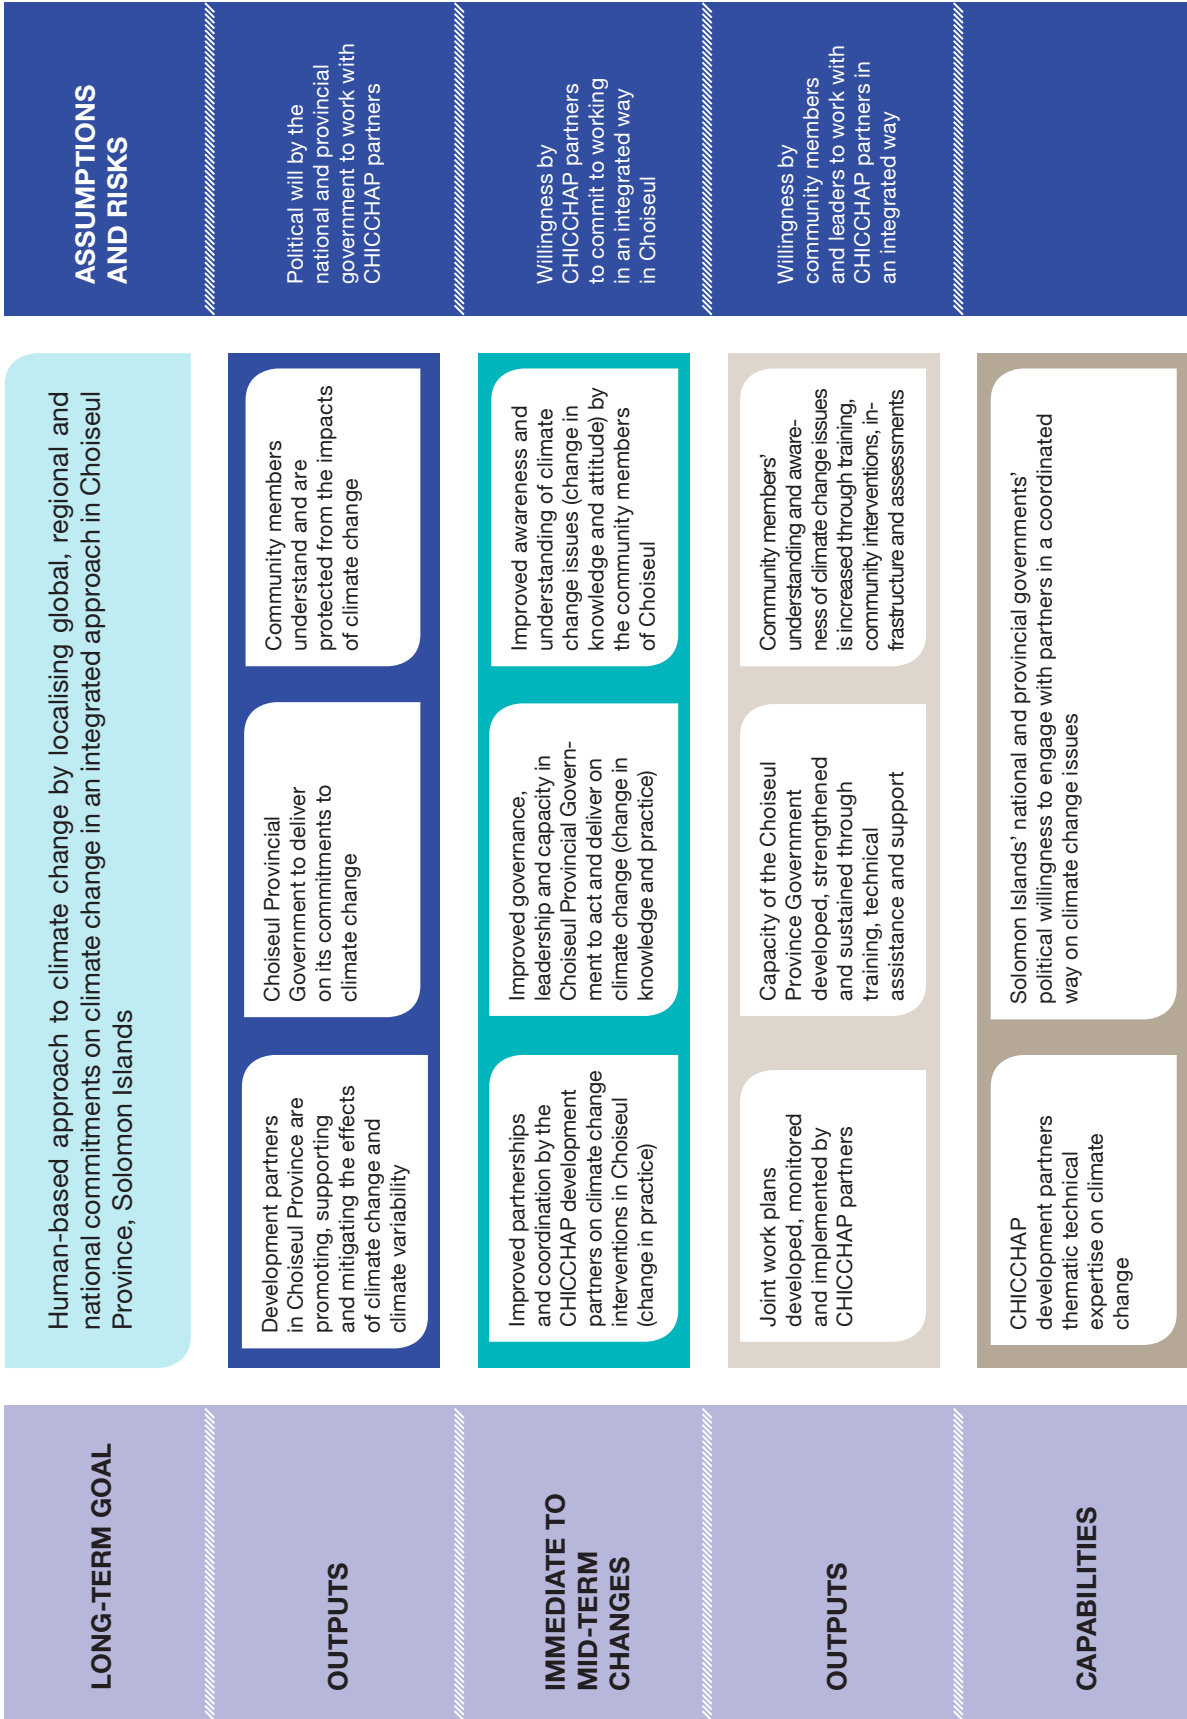 LONG-TERM GOAL
Human-based approach to climate change by localising global, regional and
national commitments on climate change in an integrated approach in Choiseul
Province, Solomon Islands
ASSUMPTIONS
AND RISKS
OUTPUTS
Development partners
in Choiseul Province are
promoting, supporting
and mitigating the effects
of climate change and
climate variability
Choiseul Provincial
Government to deliver
on its commitments to
climate change
Community members
understand and are
protected from the impacts
of climate change
Political will by the
national and provincial
government to work with
CHICCHAP partners
IMMEDIATE TO
MID-TERM
CHANGES
Improved partnerships
and coordination by the
CHICCHAP development
partners on climate change
interventions in Choiseul
(change in practice)
Improved governance,
leadership and capacity in
Choiseul Provincial Govern-
ment to act and deliver on
climate change (change in
knowledge and practice)
Improved awareness and
understanding of climate
change issues (change in
knowledge and attitude) by
the community members
of Choiseul
Willingness by
CHICCHAP partners
to commit to working
in an integrated way
in Choiseul
OUTPUTS
Joint work plans
developed, monitored
and implemented by
CHICCHAP partners
Capacity of the Choiseul
Province Government
developed, strengthened
and sustained through
training, technical
assistance and support
Community members'
understanding and aware-
ness of climate change issues
is increased through training,
community interventions, in-
frastructure and assessments
Willingness by
community members
and leaders to work with
CHICCHAP partners in
an integrated way
CAPABILITIES
CHICCHAP
development partners
thematic technical
expertise on climate
change
Solomon Islands' national and provincial governments'
political willingness to engage with partners in a coordinated
way on climate change issues